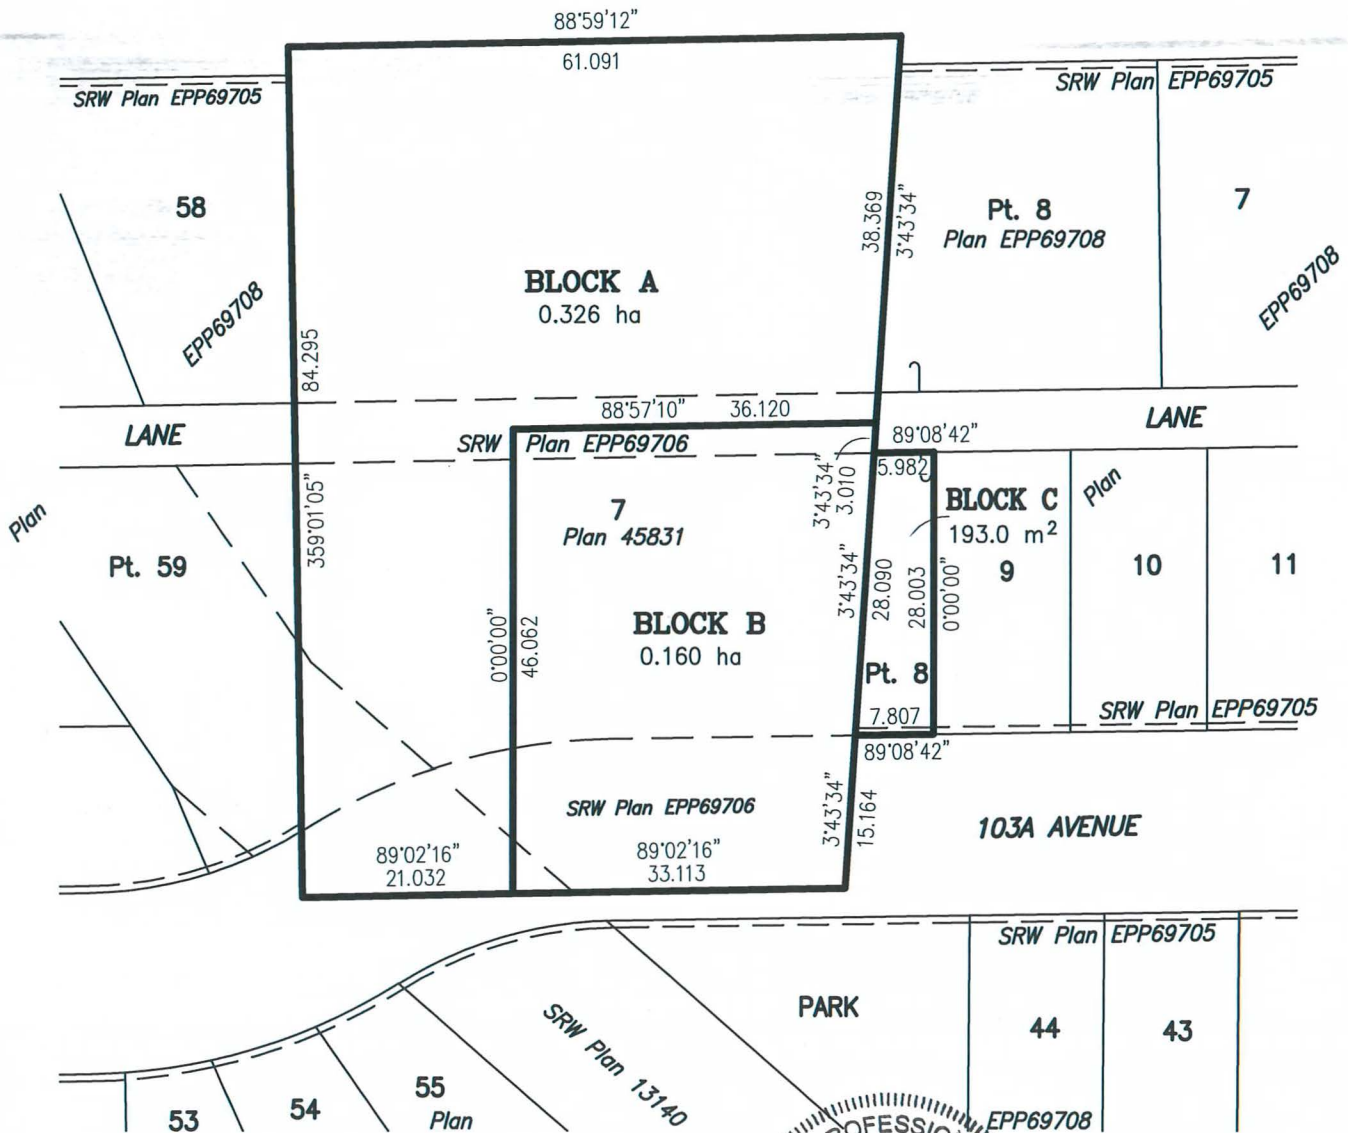 88°59'12"
61.091
SRW Plan EPP69705
SRW Plan EPP69705
58
EPP69708
38.369
3°43'34"
Pt. 8
Plan EPP69708
7
EPP69708
BLOCK A
0.326 ha
84.295
88°57'10" 36.120
LANE
LANE
SRW Plan EPP69706
89°08'42"
5.982
3°43'34"
3.010
359°01'05"
7
Plan 45831
BLOCK C
193.0 m²
Plan
Plan
Pt. 59
9
10
11
3°43'34"
28.090
28.003
0°00'00"
0°00'00"
46.062
BLOCK B
0.160 ha
Pt. 8
7.807
SRW Plan EPP69705
89°08'42"
SRW Plan EPP69706
3°43'34"
15.164
103A AVENUE
89°02'16"
21.032
89°02'16"
33.113
SRW Plan EPP69705
PARK
44
43
SRW Plan 13140
55
Plan
54
53
EPP69708